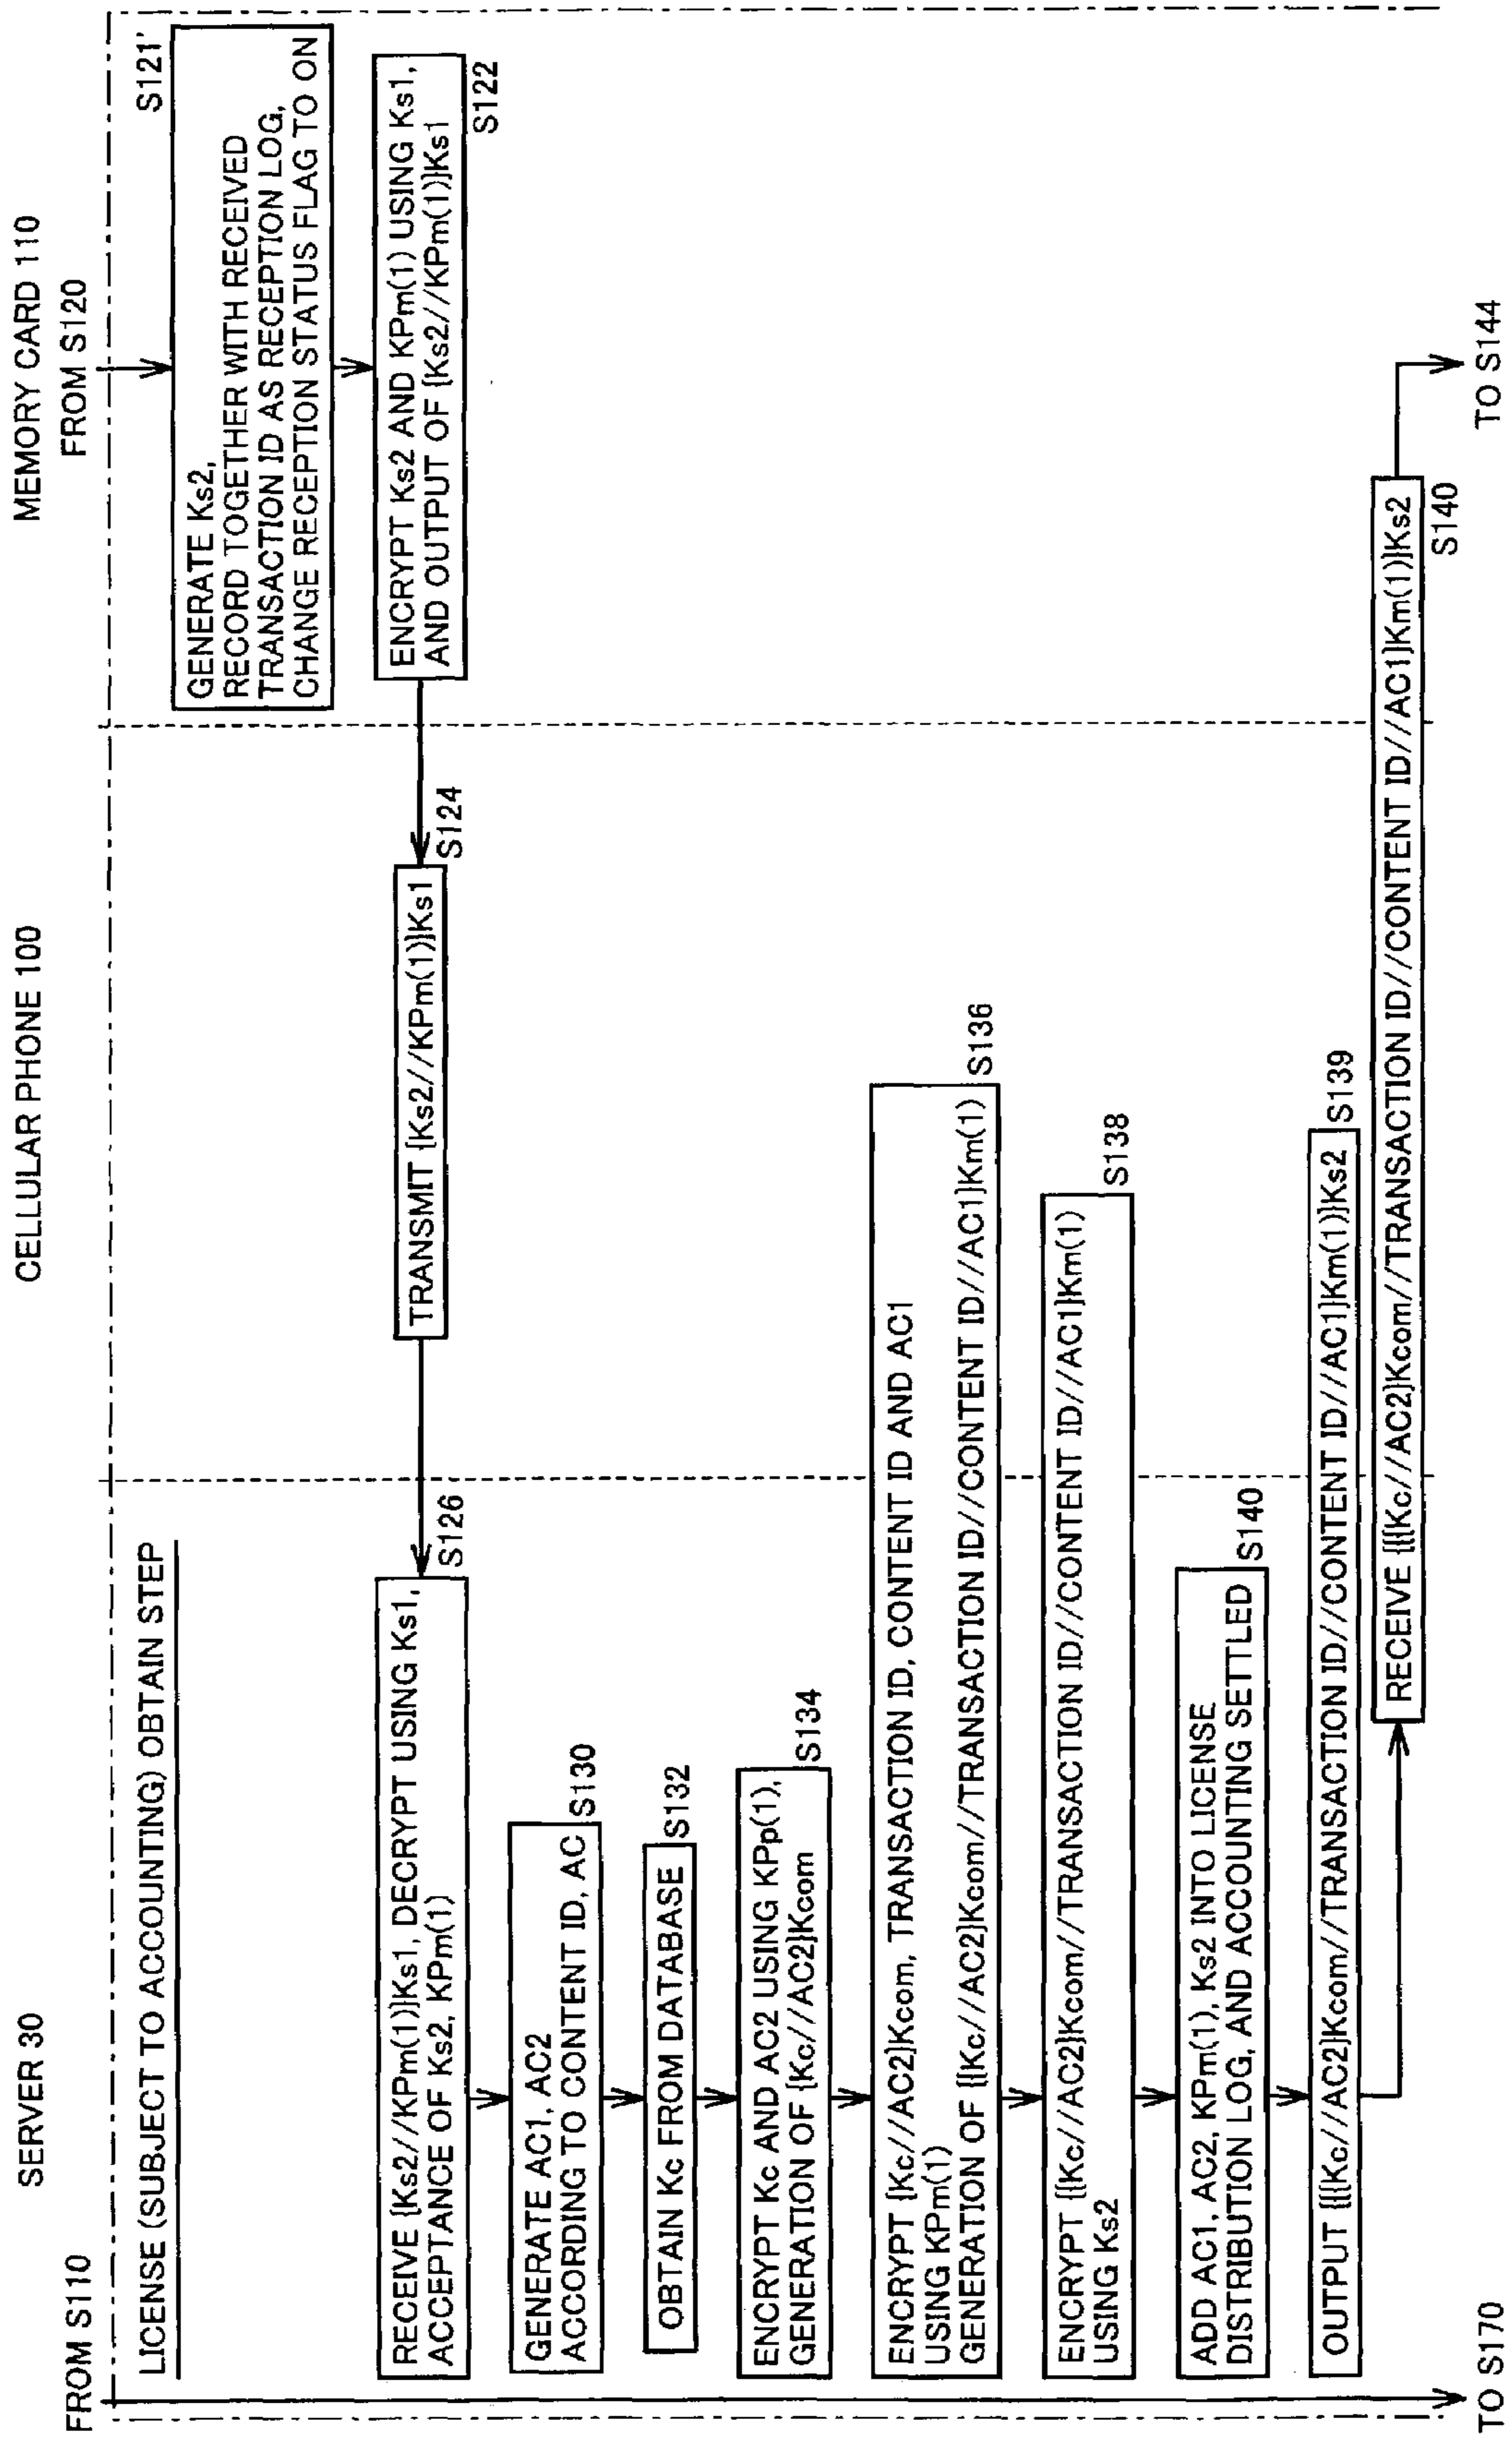 SERVER 30
CELLULAR PHONE 100
MEMORY CARD 110
FROM S110
FROM S120
LICENSE (SUBJECT TO ACCOUNTING) OBTAIN STEP
S121'
GENERATE Ks2,
RECORD TOGETHER WITH RECEIVED
TRANSACTION ID AS RECEPTION LOG,
CHANGE RECEPTION STATUS FLAG TO ON
ENCRYPT Ks2 AND KPm(1) USING Ks1,
AND OUTPUT OF {Ks2//KPm(1)}Ks1
S122
TRANSMIT {Ks2//KPm(1)}Ks1
S124
RECEIVE {Ks2//KPm(1)}Ks1, DECRYPT USING Ks1,
ACCEPTANCE OF Ks2, KPm(1)
S126
GENERATE AC1, AC2
ACCORDING TO CONTENT ID, AC
S130
OBTAIN Kc FROM DATABASE
S132
ENCRYPT Kc AND AC2 USING KPp(1),
GENERATION OF {Kc//AC2}Kcom
S134
ENCRYPT {Kc//AC2}Kcom, TRANSACTION ID, CONTENT ID AND AC1
USING KPm(1)
GENERATION OF {{Kc//AC2}Kcom//TRANSACTION ID//CONTENT ID//AC1}Km(1)
S136
ENCRYPT {{Kc//AC2}Kcom//TRANSACTION ID//CONTENT ID//AC1}Km(1)
USING Ks2
S138
ADD AC1, AC2, KPm(1), Ks2 INTO LICENSE
DISTRIBUTION LOG, AND ACCOUNTING SETTLED
S140
OUTPUT {{{Kc//AC2}Kcom//TRANSACTION ID//CONTENT ID//AC1}Km(1)}Ks2
S139
RECEIVE {{{Kc//AC2}Kcom//TRANSACTION ID//CONTENT ID//AC1}Km(1)}Ks2
S140
TO S170
TO S144